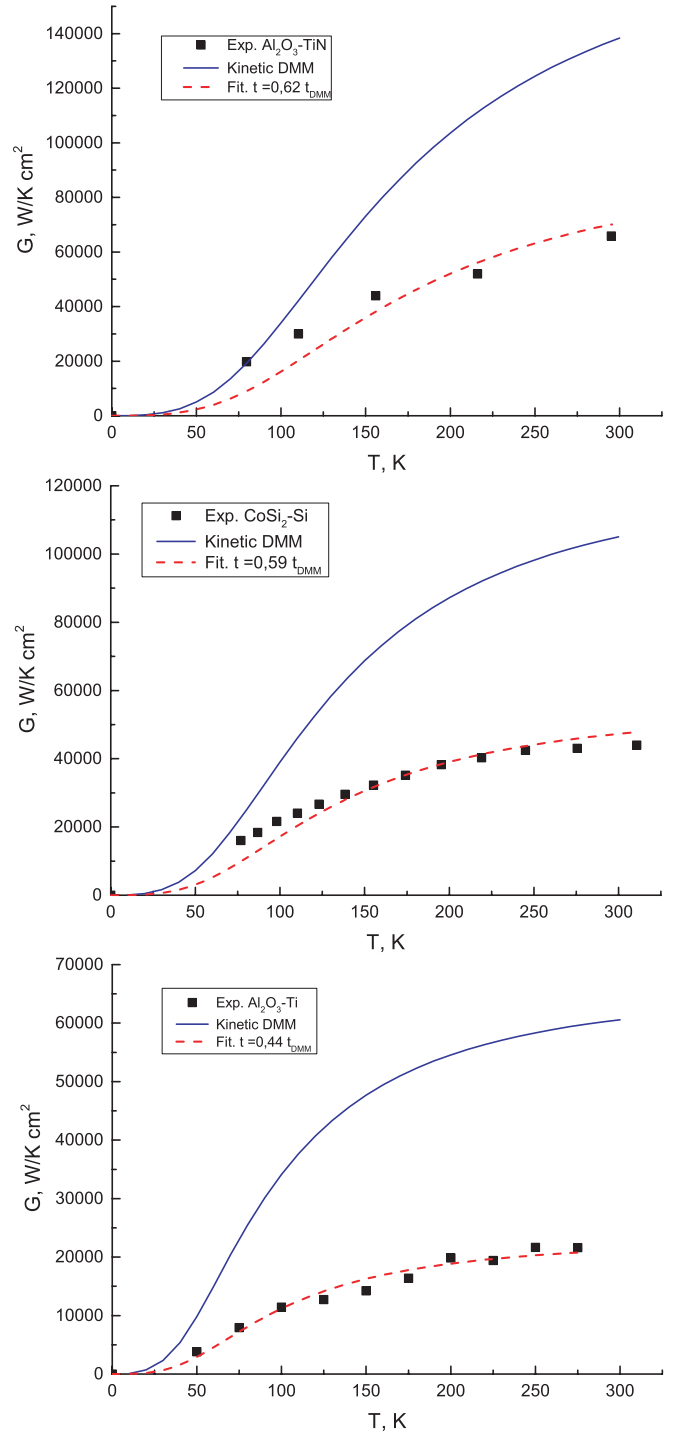 140000
120000
100000
80000
60000
40000
20000
0
G, W/K cm²
Exp. Al₂O₃-TiN
Kinetic DMM
Fit. t =0,62 t_DMM
0 50 100 150 200 250 300
T, K
120000
100000
80000
60000
40000
20000
0
G, W/K cm²
Exp. CoSi₂-Si
Kinetic DMM
Fit. t =0,59 t_DMM
0 50 100 150 200 250 300
T, K
70000
60000
50000
40000
30000
20000
10000
0
G, W/K cm²
Exp. Al₂O₃-Ti
Kinetic DMM
Fit. t =0,44 t_DMM
0 50 100 150 200 250 300
T, K